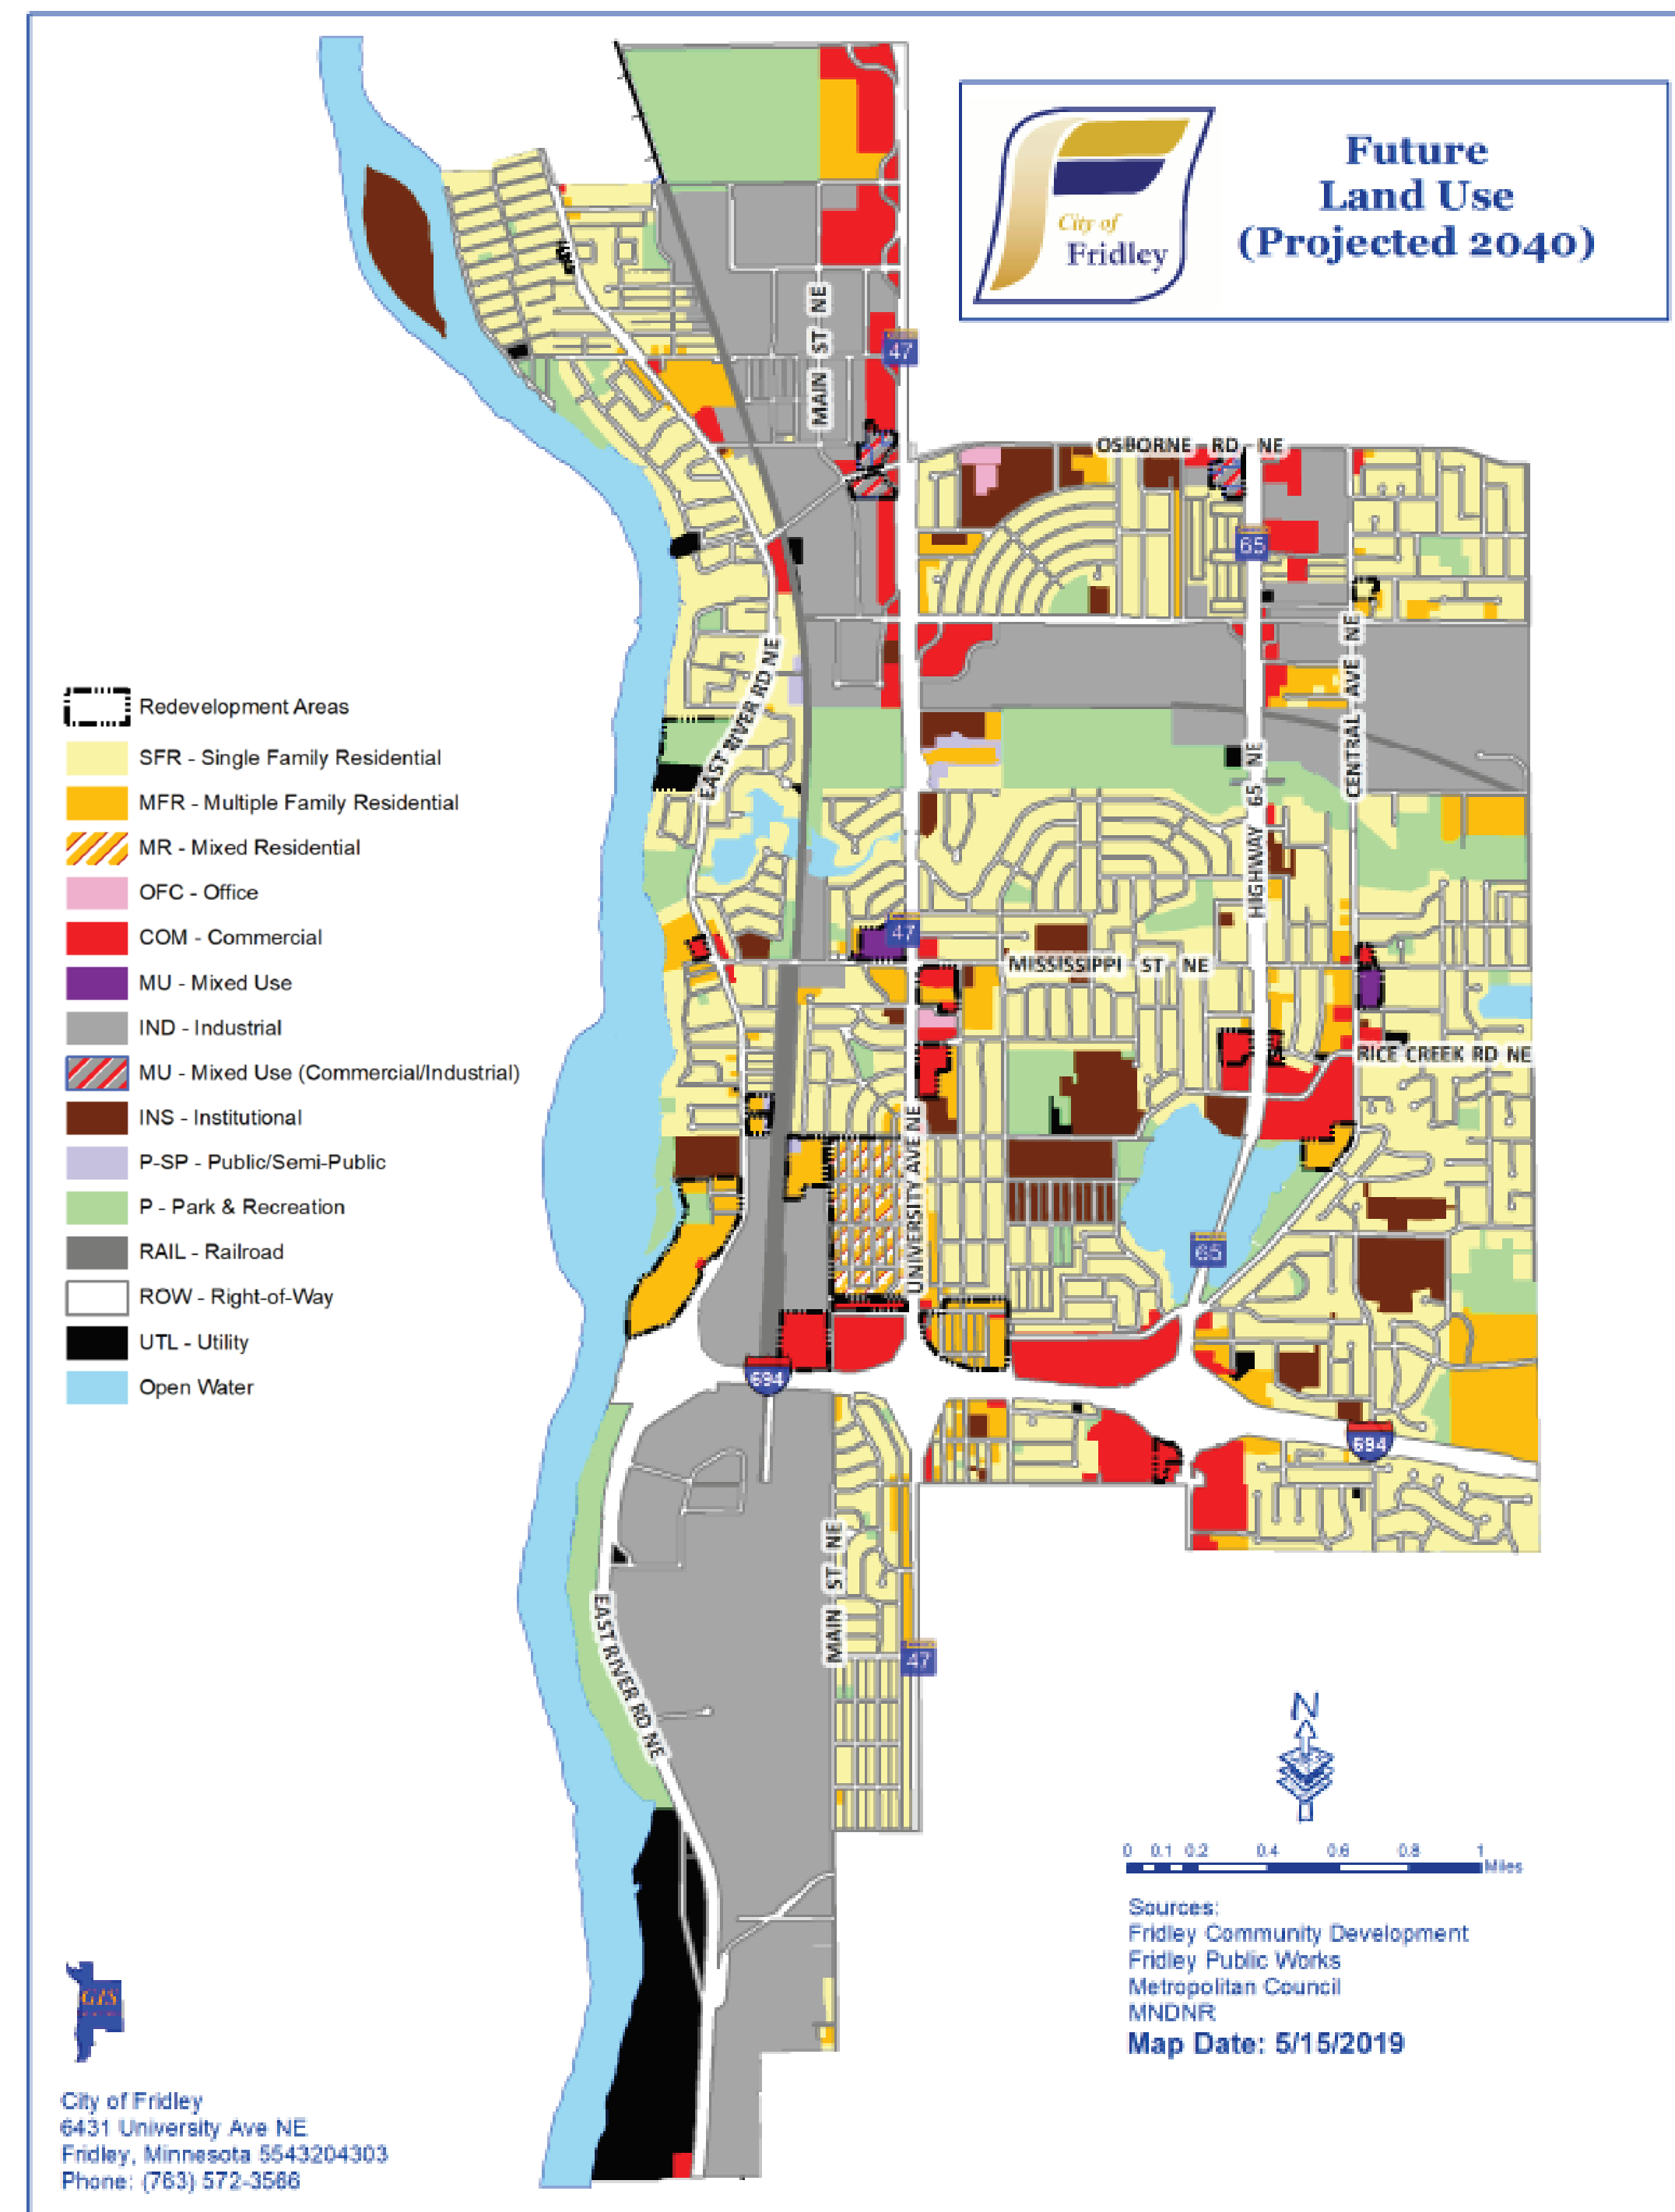 Future
Land Use
(Projected 2040)
City of
Fridley
MAIN ST NE
47
OSBORNE RD NE
65
Redevelopment Areas
SFR - Single Family Residential
MFR - Multiple Family Residential
MR - Mixed Residential
OFC - Office
COM - Commercial
MU - Mixed Use
IND - Industrial
MU - Mixed Use (Commercial/Industrial)
INS - Institutional
P-SP - Public/Semi-Public
P - Park & Recreation
RAIL - Railroad
ROW - Right-of-Way
UTL - Utility
Open Water
EAST RIVER RD NE
CENTRAL AVE NE
HIGHWAY 65 NE
47
MISSISSIPPI ST NE
RICE CREEK RD NE
UNIVERSITY AVE NE
65
694
694
MAIN ST NE
EAST RIVER RD NE
47
N
0 0.1 0.2 0.4 0.6 0.8 1
Miles
Sources:
Fridley Community Development
Fridley Public Works
Metropolitan Council
MNDNR
Map Date: 5/15/2019
GIS
City of Fridley
6431 University Ave NE
Fridley, Minnesota 5543204303
Phone: (763) 572-3566